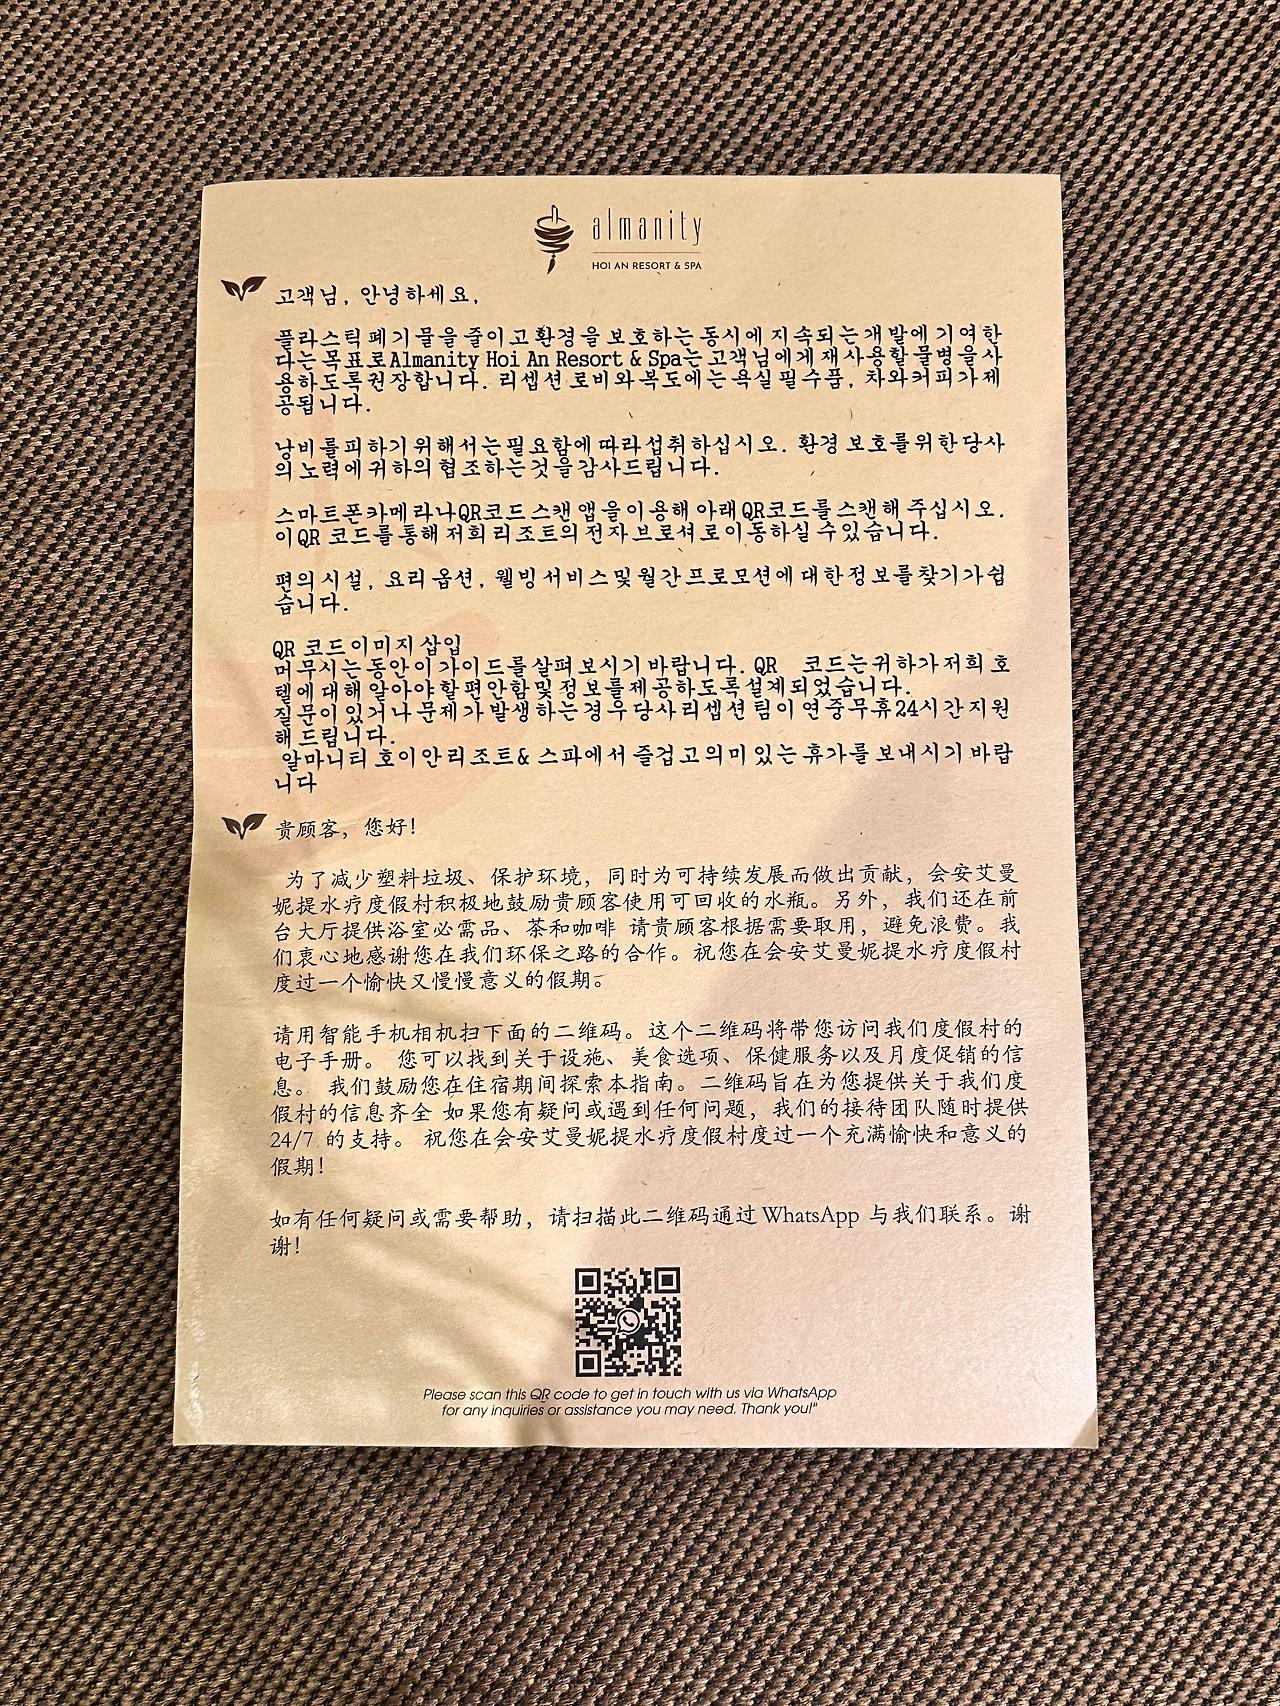 almanity
HOI AN RESORT & SPA
고객님, 안녕하세요,
플라스틱 폐기물을 줄이고 환경을 보호하는 동시에 지속되는 개발에 기역한
다는 목표로 Almanity Hoi An Resort & Spa는 고객님에게 재사용할 물병을 사
용하도록 권장합니다. 리셉션 로비와 복도에는 욕실 필수품, 차와 커피가 제
공됩니다.
낭비를 피하기 위해서는 필요함에 따라 섭취하십시오. 환경 보호를 위한 당사
의 노력에 귀하의 협조하는 것을 감사드립니다.
스마트폰 카메라나 QR코드 스캔 앱을 이용해 아래 QR코드를 스캔해 주십시오.
이 QR 코드를 통해 저희 리조트의 전자 브로셔로 이동하실 수 있습니다.
편의 시설, 요리 옵션, 웰빙 서비스 및 월간 프로모션에 대한 정보를 찾기가 쉽
습니다.
QR 코드 이미지 삽입
머무시는 동안 이 가이드를 살펴 보시기 바랍니다. QR 코드는 귀하가 저희 호
텔에 대해 알아야 할 편안함 및 정보를 제공하도록 설계되었습니다.
질문이 있거나 문제가 발생하는 경우 당사 리셉션 팀이 연중무휴 24시간 지원
해 드립니다.
알마니티 호이안 리조트& 스파에서 즐겁고 의미 있는 휴가를 보내시기 바랍
니다
贵顾客，您好！
为了减少塑料垃圾、保护环境，同时为可持续发展而做出贡献，会安艾曼
妮提水疗度假村积极地鼓励贵顾客使用可回收的水瓶。另外，我们还在前
台大厅提供浴室必需品、茶和咖啡 请贵顾客根据需要取用，避免浪费。我
们衷心地感谢您在我们环保之路的合作。祝您在会安艾曼妮提水疗度假村
度过一个愉快又慢慢意义的假期。
请用智能手机相机扫下面的二维码。这个二维码将带您访问我们度假村的
电子手册。 您可以找到关于设施、美食选项、保健服务以及月度促销的信
息。 我们鼓励您在住宿期间探索本指南。二维码旨在为您提供关于我们度
假村的信息齐全 如果您有疑问或遇到任何问题，我们的接待团队随时提供
24/7 的支持。 祝您在会安艾曼妮提水疗度假村度过一个充满愉快和意义的
假期！
如有任何疑问或需要帮助，请扫描此二维码通过 WhatsApp 与我们联系。谢
谢！
Please scan this QR code to get in touch with us via WhatsApp
for any inquiries or assistance you may need. Thank you!"